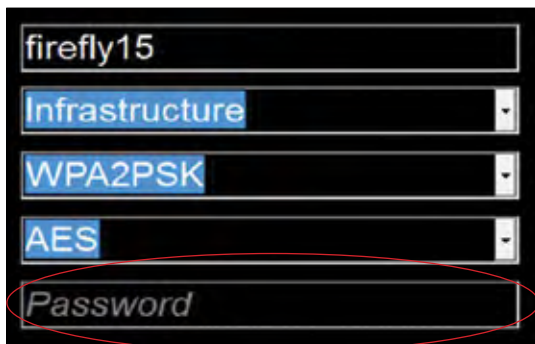 firefly15
Infrastructure
WPA2PSK
AES
Password